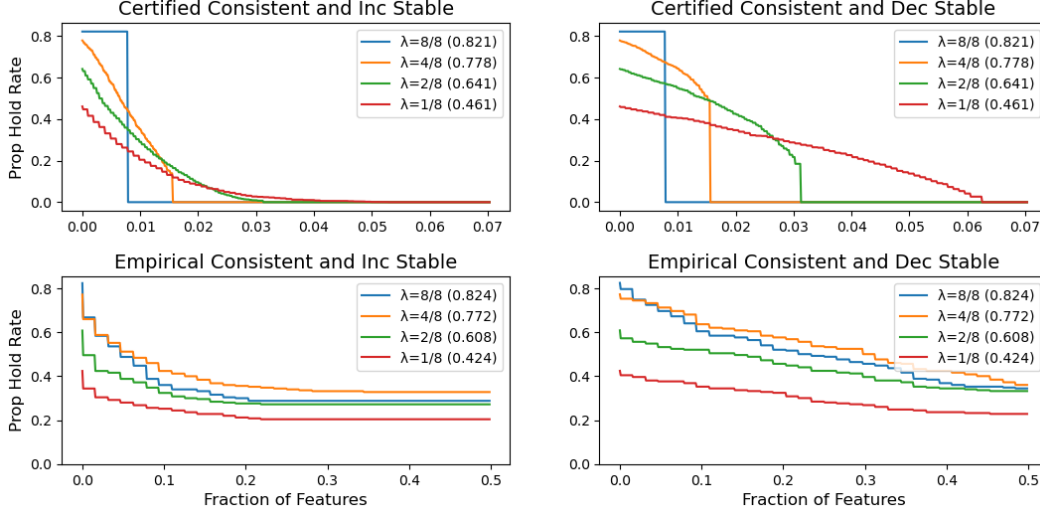 Certified Consistent and Inc Stable
Certified Consistent and Dec Stable
Prop Hold Rate
0.8
0.6
0.4
0.2
0.0
λ=8/8 (0.821)
λ=4/8 (0.778)
λ=2/8 (0.641)
λ=1/8 (0.461)
0.00 0.01 0.02 0.03 0.04 0.05 0.06 0.07
0.8
0.6
0.4
0.2
0.0
λ=8/8 (0.821)
λ=4/8 (0.778)
λ=2/8 (0.641)
λ=1/8 (0.461)
0.00 0.01 0.02 0.03 0.04 0.05 0.06 0.07
Empirical Consistent and Inc Stable
Empirical Consistent and Dec Stable
Prop Hold Rate
0.8
0.6
0.4
0.2
0.0
λ=8/8 (0.824)
λ=4/8 (0.772)
λ=2/8 (0.608)
λ=1/8 (0.424)
0.0 0.1 0.2 0.3 0.4 0.5
Fraction of Features
0.8
0.6
0.4
0.2
0.0
λ=8/8 (0.824)
λ=4/8 (0.772)
λ=2/8 (0.608)
λ=1/8 (0.424)
0.0 0.1 0.2 0.3 0.4 0.5
Fraction of Features